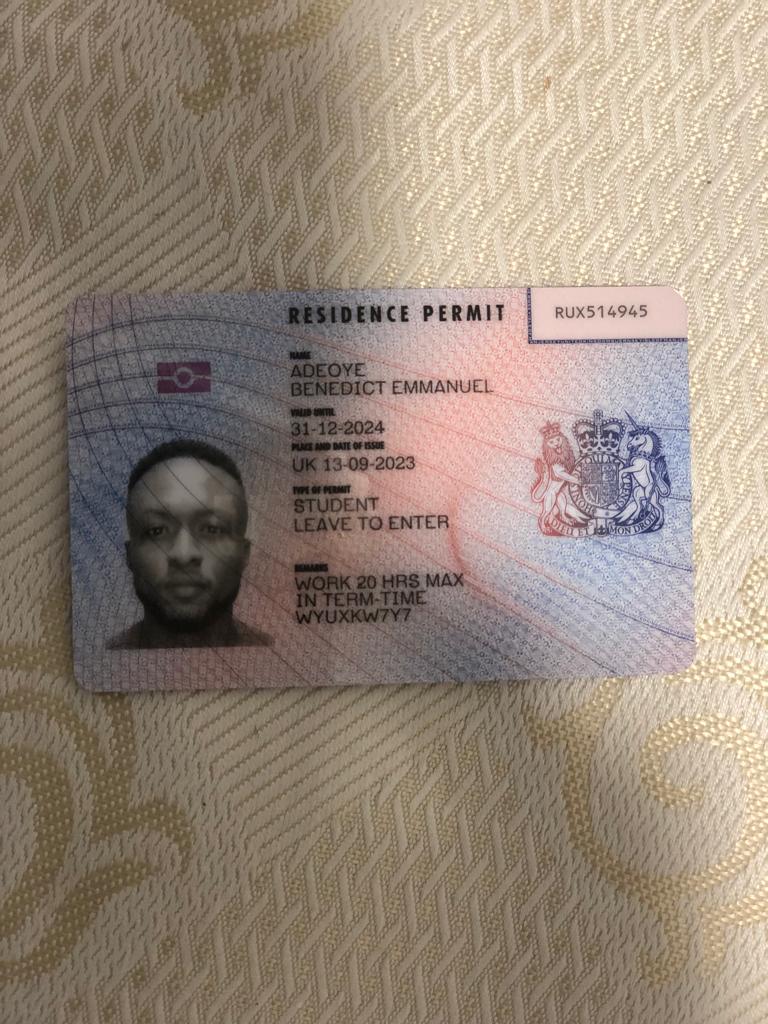 RESIDENCE PERMIT
RUX514945
NAME
ADEOYE
BENEDICT EMMANUEL
VALID UNTIL
31-12-2024
PLACE AND DATE OF ISSUE
UK 13-09-2023
TYPE OF PERMIT
STUDENT
LEAVE TO ENTER
REMARKS
WORK 20 HRS MAX
IN TERM-TIME
WYUXKW7Y7
DIEU ET MON DROIT